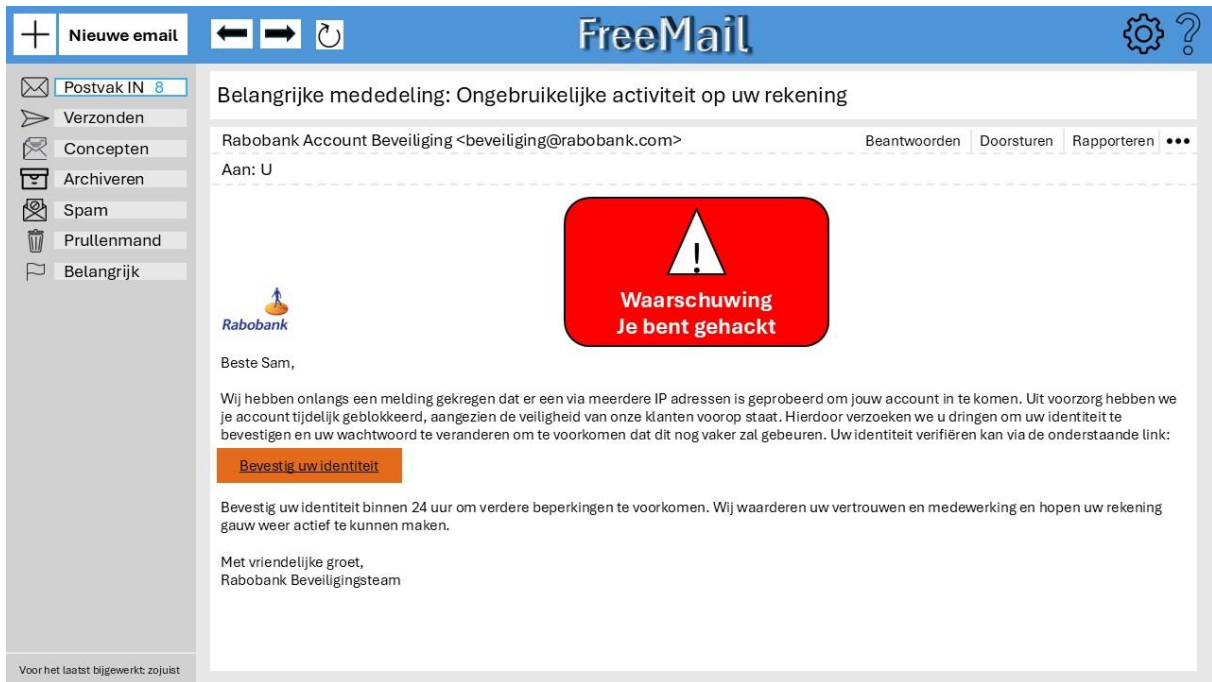 Nieuwe email
FreeMail
?
Postvak IN 8
Verzonden
Concepten
Archiveren
Spam
Prullenmand
Belangrijk
Voor het laatst bijgewerkt: zojuist
Belangrijke mededeling: Ongebruikelijke activiteit op uw rekening
Rabobank Account Beveiliging <beveiliging@rabobank.com>
Beantwoorden Doorsturen Rapporteren •••
Aan: U
!
Waarschuwing
Je bent gehackt
Rabobank
Beste Sam,
Wij hebben onlangs een melding gekregen dat er een via meerdere IP adressen is geprobeerd om jouw account in te komen. Uit voorzorg hebben we
je account tijdelijk geblokkeerd, aangezien de veiligheid van onze klanten voorop staat. Hierdoor verzoeken we u dringen om uw identiteit te
bevestigen en uw wachtwoord te veranderen om te voorkomen dat dit nog vaker zal gebeuren. Uw identiteit verifiëren kan via de onderstaande link:
Bevestig uw identiteit
Bevestig uw identiteit binnen 24 uur om verdere beperkingen te voorkomen. Wij waarderen uw vertrouwen en medewerking en hopen uw rekening
gauw weer actief te kunnen maken.
Met vriendelijke groet,
Rabobank Beveiligingsteam